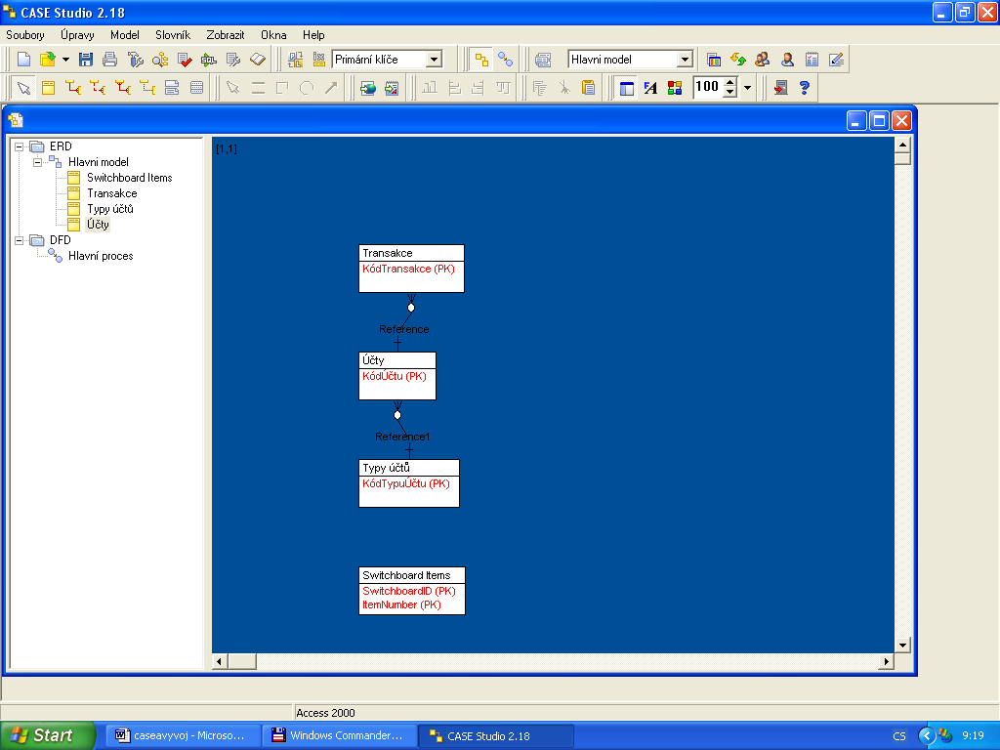 CASE Studio 2.18
Soubory Úpravy Model Slovník Zobrazit Okna Help
Primární klíče
Hlavni model
100
ERD
Hlavni model
Switchboard Items
Transakce
Typy účtů
Účty
DFD
Hlavní proces
[1,1]
Transakce
KódTransakce (PK)
Reference
Účty
KódÚčtu (PK)
Reference1
Typy účtů
KódTypuÚčtu (PK)
Switchboard Items
SwitchboardID (PK)
ItemNumber (PK)
Access 2000
Start
caseavyvoj - Microso...
Windows Commander...
CASE Studio 2.18
CS
9:19